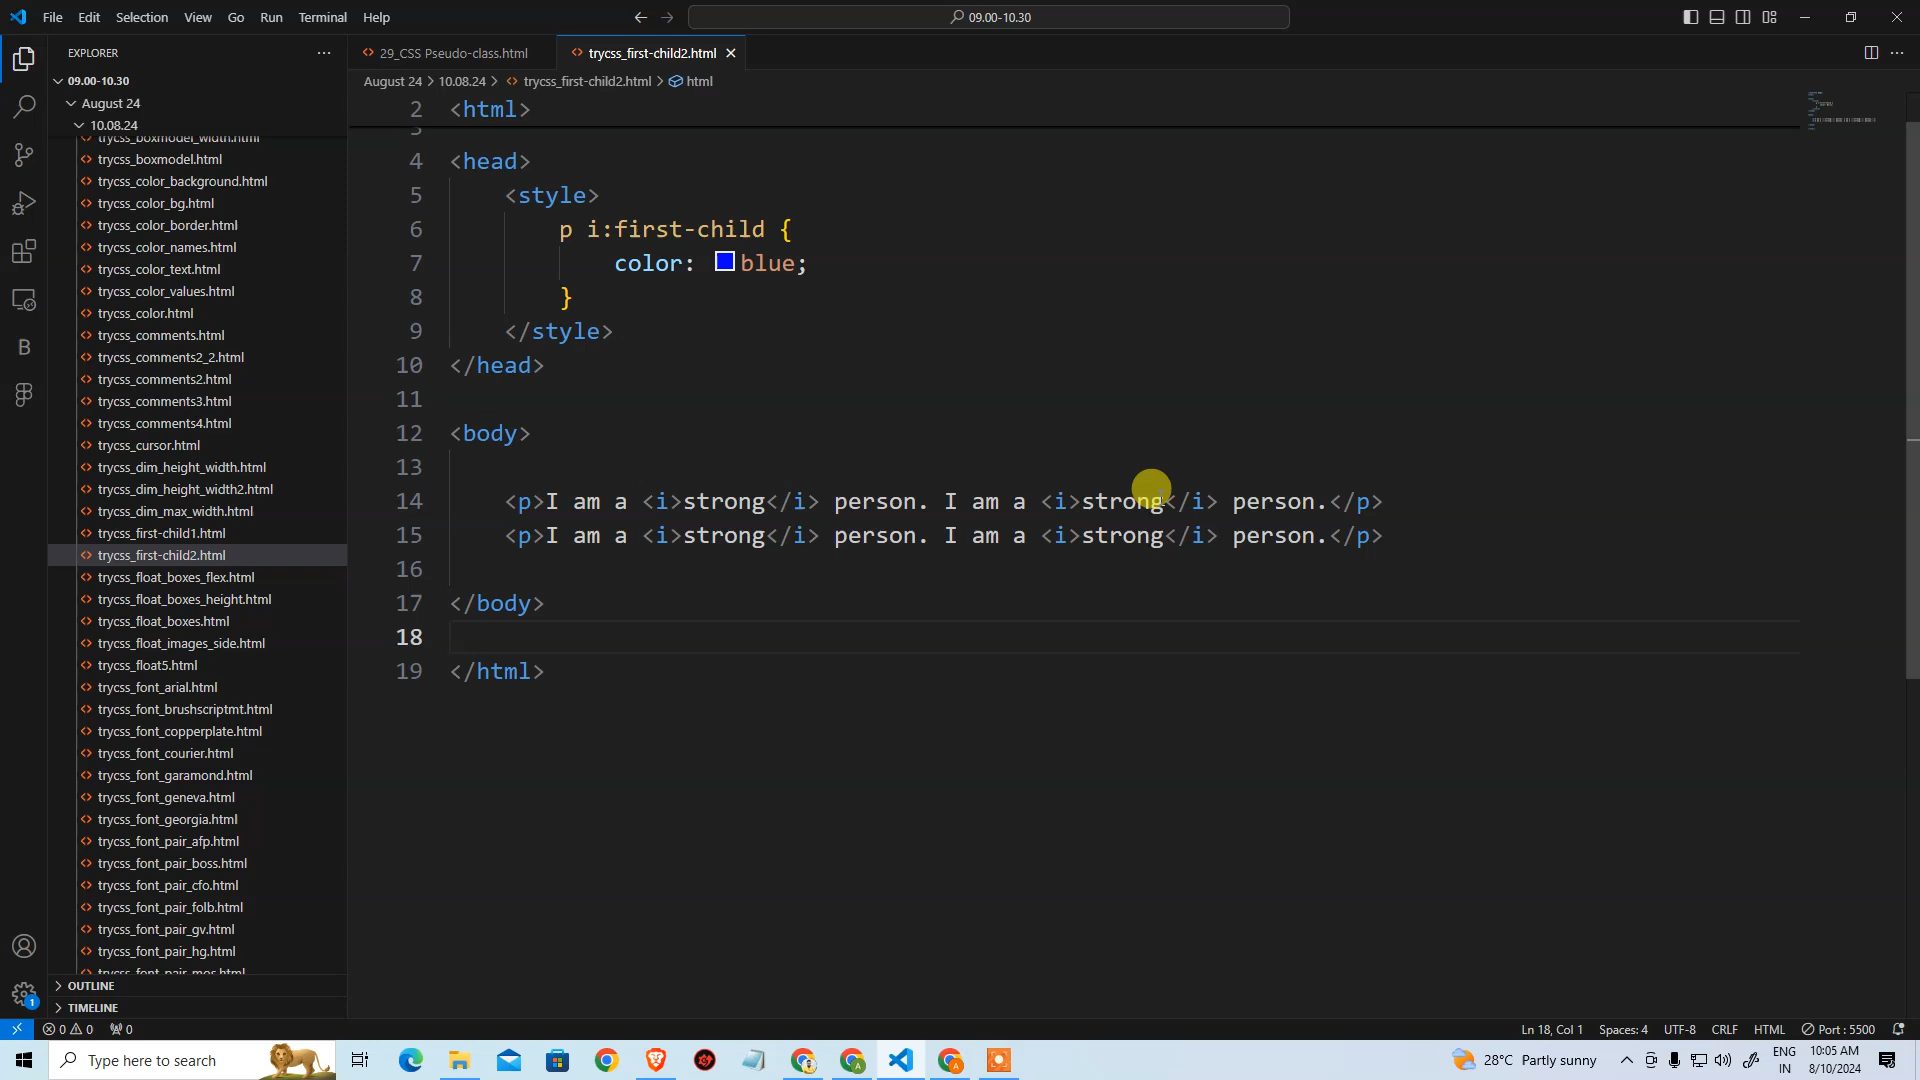 File Edit Selection View Go Run Terminal Help
09.00-10.30
EXPLORER
29_CSS Pseudo-class.html
trycss_first-child2.html
09.00-10.30
August 24 > 10.08.24 > trycss_first-child2.html > html
August 24
10.08.24
trycss_boxmodel_width.html
trycss_boxmodel.html
trycss_color_background.html
trycss_color_bg.html
trycss_color_border.html
trycss_color_names.html
trycss_color_text.html
trycss_color_values.html
trycss_color.html
trycss_comments.html
trycss_comments2_2.html
trycss_comments2.html
trycss_comments3.html
trycss_comments4.html
trycss_cursor.html
trycss_dim_height_width.html
trycss_dim_height_width2.html
trycss_dim_max_width.html
trycss_first-child1.html
trycss_first-child2.html
trycss_float_boxes_flex.html
trycss_float_boxes_height.html
trycss_float_boxes.html
trycss_float_images_side.html
trycss_float5.html
trycss_font_arial.html
trycss_font_brushscriptmt.html
trycss_font_copperplate.html
trycss_font_courier.html
trycss_font_garamond.html
trycss_font_geneva.html
trycss_font_georgia.html
trycss_font_pair_afp.html
trycss_font_pair_boss.html
trycss_font_pair_cfo.html
trycss_font_pair_folb.html
trycss_font_pair_gv.html
trycss_font_pair_hg.html
OUTLINE
TIMELINE
2 <html>
3
4 <head>
5 <style>
6 p i:first-child {
7 color: blue;
8 }
9 </style>
10 </head>
11
12 <body>
13
14 <p>I am a <i>strong</i> person. I am a <i>strong</i> person.</p>
15 <p>I am a <i>strong</i> person. I am a <i>strong</i> person.</p>
16
17 </body>
18
19 </html>
B
1
0 0 0
Ln 18, Col 1 Spaces: 4 UTF-8 CRLF HTML Port : 5500
Type here to search
28°C Partly sunny
ENG
IN
10:05 AM
8/10/2024